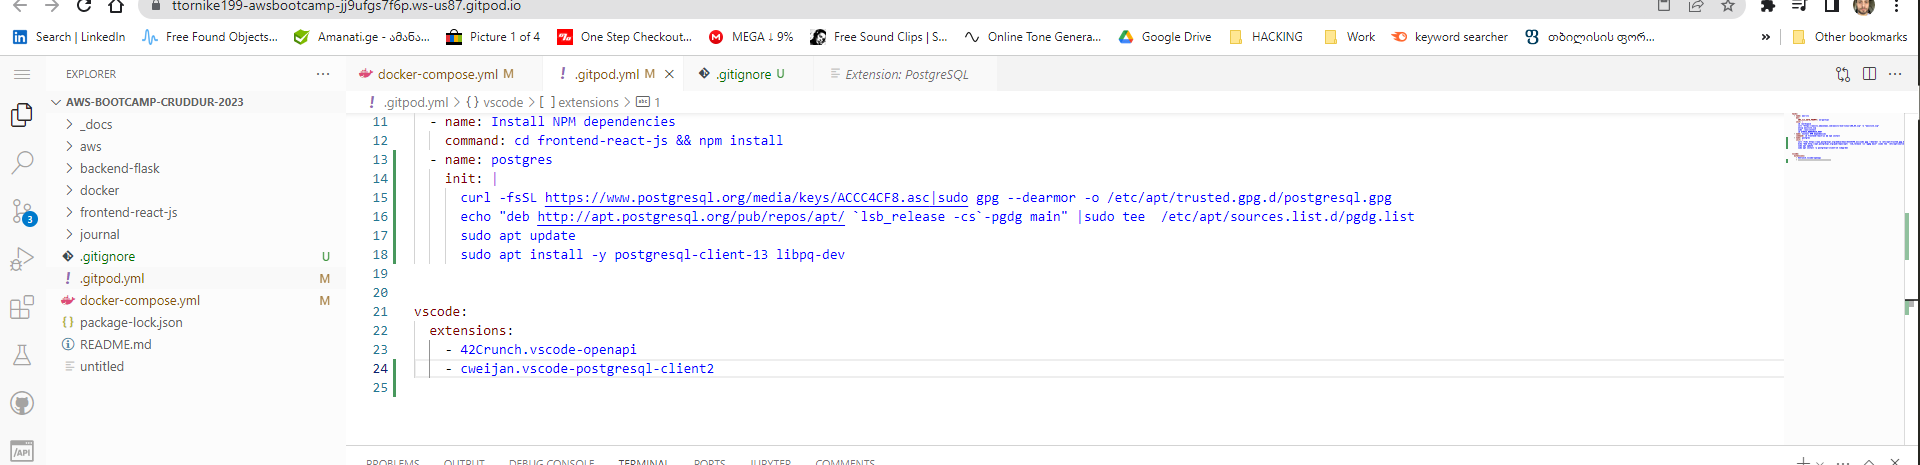 ttornike199-awsbootcamp-jj9ufgs7f6p.ws-us87.gitpod.io
Search | LinkedIn Free Found Objects... Amanati.ge - ამანა... Picture 1 of 4 One Step Checkout... MEGA ↓ 9% Free Sound Clips | S... Online Tone Genera... Google Drive HACKING Work keyword searcher თბილისის ფორ... » Other bookmarks
EXPLORER ...
docker-compose.yml M
! .gitpod.yml M ×
.gitignore U
Extension: PostgreSQL
AWS-BOOTCAMP-CRUDDUR-2023
_docs
aws
backend-flask
docker
frontend-react-js
journal
.gitignore U
! .gitpod.yml M
docker-compose.yml M
{} package-lock.json
README.md
untitled
3
/API
! .gitpod.yml > {} vscode > [ ] extensions > abc 1
11 - name: Install NPM dependencies
12 command: cd frontend-react-js && npm install
13 - name: postgres
14 init: |
15 curl -fsSL https://www.postgresql.org/media/keys/ACCC4CF8.asc|sudo gpg --dearmor -o /etc/apt/trusted.gpg.d/postgresql.gpg
16 echo "deb http://apt.postgresql.org/pub/repos/apt/ `lsb_release -cs`-pgdg main" |sudo tee  /etc/apt/sources.list.d/pgdg.list
17 sudo apt update
18 sudo apt install -y postgresql-client-13 libpq-dev
19
20
21 vscode:
22 extensions:
23 - 42Crunch.vscode-openapi
24 - cweijan.vscode-postgresql-client2
25
PROBLEMS OUTPUT DEBUG CONSOLE TERMINAL PORTS JUPYTER COMMENTS